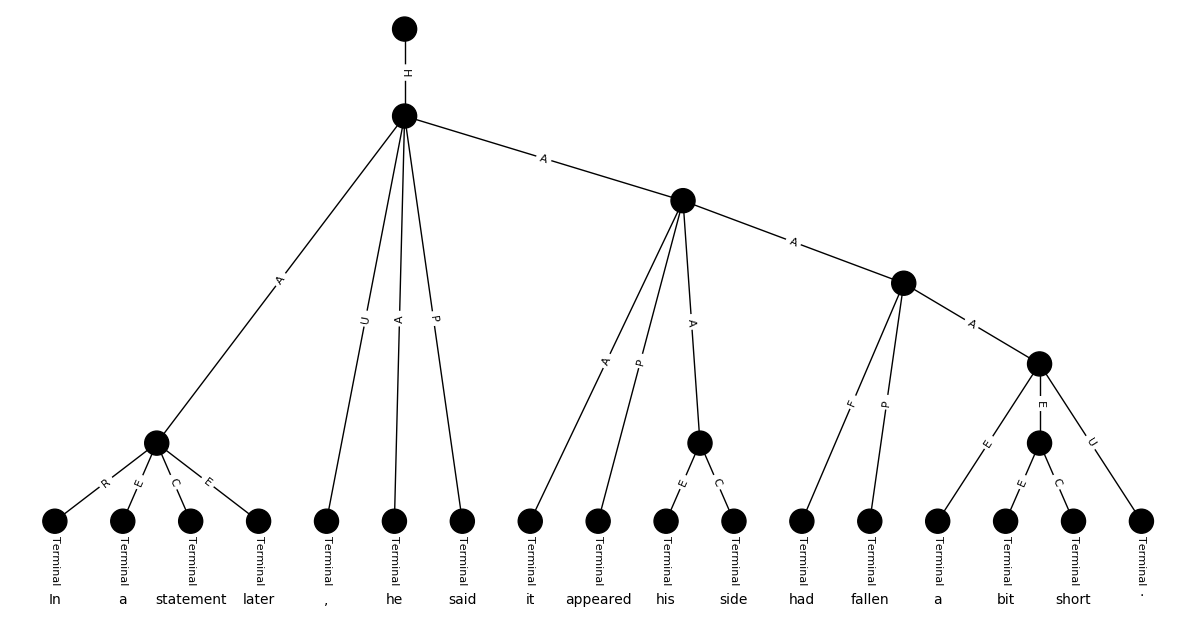 H
A
A
A
A
U
A
P
A
A
F
P
E
E
U
A
P
R
E
C
E
E
C
E
C
Terminal Terminal Terminal Terminal Terminal Terminal Terminal Terminal Terminal Terminal Terminal Terminal Terminal Terminal Terminal Terminal Terminal
In a statement later , he said it appeared his side had fallen a bit short .